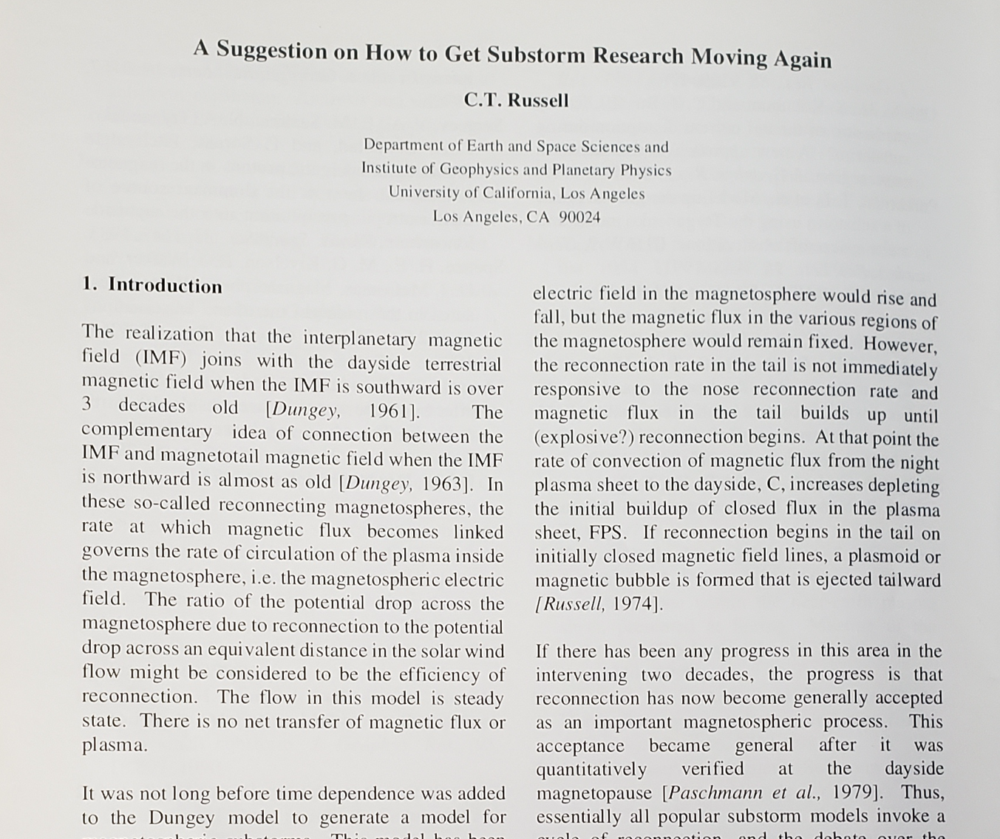 A Suggestion on How to Get Substorm Research Moving Again
C.T. Russell
Department of Earth and Space Sciences and
Institute of Geophysics and Planetary Physics
University of California, Los Angeles
Los Angeles, CA 90024
1. Introduction
The realization that the interplanetary magnetic
field (IMF) joins with the dayside terrestrial
magnetic field when the IMF is southward is over
3 decades old [Dungey, 1961]. The
complementary idea of connection between the
IMF and magnetotail magnetic field when the IMF
is northward is almost as old [Dungey, 1963]. In
these so-called reconnecting magnetospheres, the
rate at which magnetic flux becomes linked
governs the rate of circulation of the plasma inside
the magnetosphere, i.e. the magnetospheric electric
field. The ratio of the potential drop across the
magnetosphere due to reconnection to the potential
drop across an equivalent distance in the solar wind
flow might be considered to be the efficiency of
reconnection. The flow in this model is steady
state. There is no net transfer of magnetic flux or
plasma.
It was not long before time dependence was added
to the Dungey model to generate a model for
This model has been
electric field in the magnetosphere would rise and
fall, but the magnetic flux in the various regions of
the magnetosphere would remain fixed. However,
the reconnection rate in the tail is not immediately
responsive to the nose reconnection rate and
magnetic flux in the tail builds up until
(explosive?) reconnection begins. At that point the
rate of convection of magnetic flux from the night
plasma sheet to the dayside, C, increases depleting
the initial buildup of closed flux in the plasma
sheet, FPS. If reconnection begins in the tail on
initially closed magnetic field lines, a plasmoid or
magnetic bubble is formed that is ejected tailward
[Russell, 1974].
If there has been any progress in this area in the
intervening two decades, the progress is that
reconnection has now become generally accepted
as an important magnetospheric process. This
acceptance became general after it was
quantitatively verified at the dayside
magnetopause [Paschmann et al., 1979]. Thus,
essentially all popular substorm models invoke a
cycle of reconnection, and the debate over the